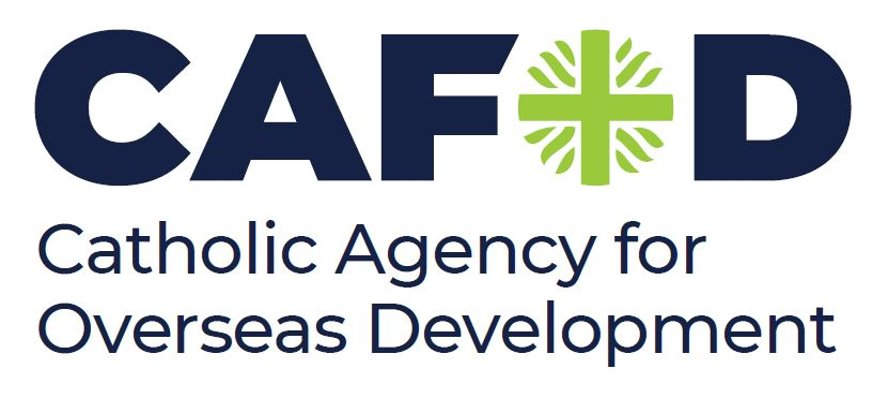 CAFOD
Catholic Agency for
Overseas Development